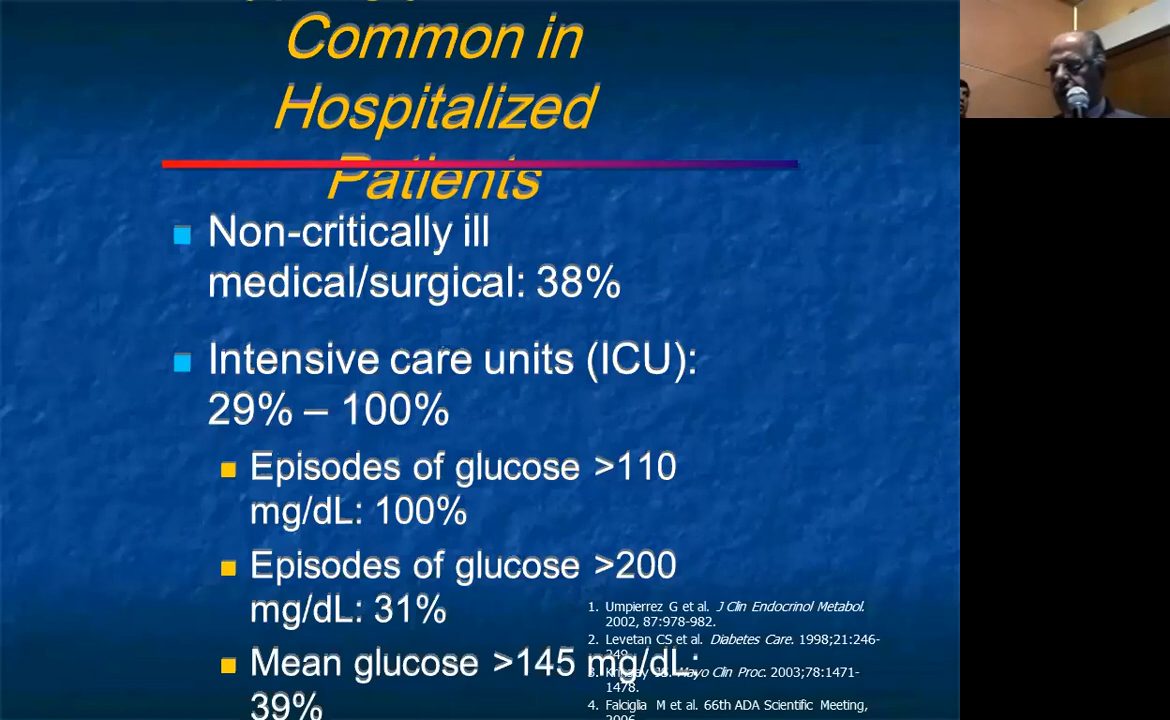 Common in
Hospitalized
Patients
Non-critically ill
medical/surgical: 38%
Intensive care units (ICU):
29% – 100%
Episodes of glucose >110
mg/dL: 100%
Episodes of glucose >200
mg/dL: 31%
Mean glucose >145 mg/dL:
39%
1. Umpierrez G et al. J Clin Endocrinol Metabol.
2002, 87:978-982.
2. Levetan CS et al. Diabetes Care. 1998;21:246-
249.
3. Mayo Clin Proc. 2003;78:1471-
1478.
4. Falciglia M et al. 66th ADA Scientific Meeting,
2006